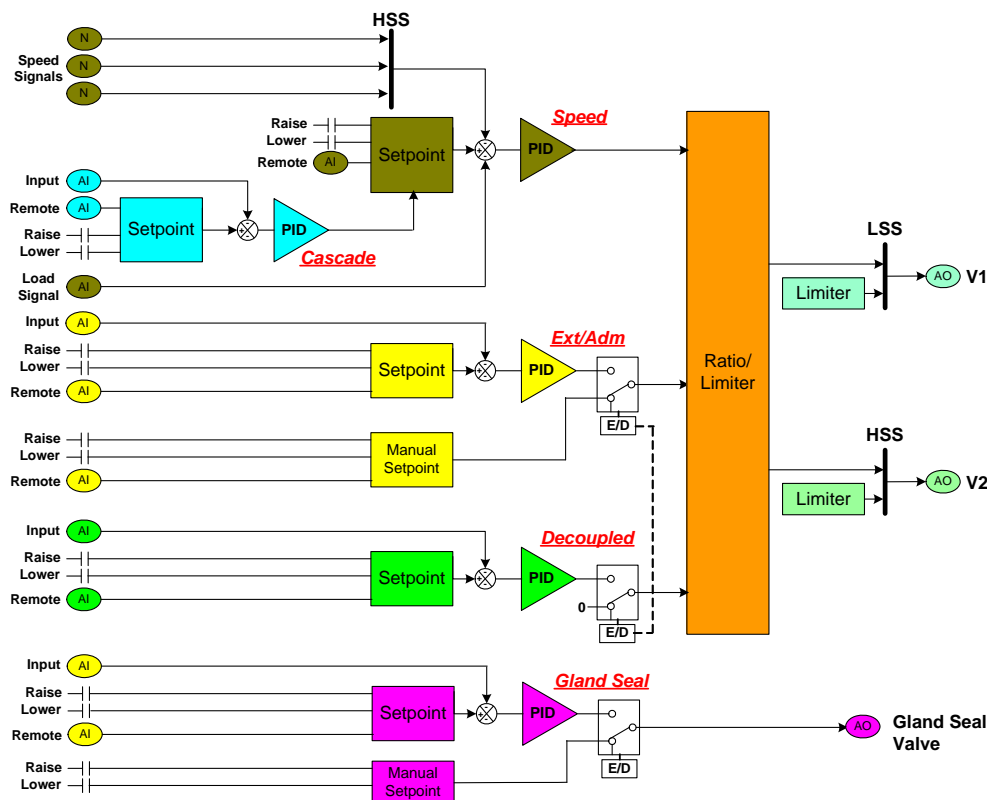 HSS
N
Speed
Signals
N
N
Raise
Lower
Remote
AI
Setpoint
PID
Speed
Input
AI
Remote
AI
Raise
Lower
Setpoint
PID
Cascade
Load
Signal
AI
Input
AI
Raise
Lower
Remote
AI
Setpoint
PID
Ext/Adm
E/D
Raise
Lower
Remote
AI
Manual
Setpoint
Ratio/
Limiter
LSS
Limiter
AO
V1
HSS
Limiter
AO
V2
Input
AI
Raise
Lower
Remote
AI
Setpoint
PID
Decoupled
0
E/D
Input
AI
Raise
Lower
Remote
AI
Setpoint
PID
Gland Seal
E/D
Raise
Lower
Manual
Setpoint
AO
Gland Seal
Valve